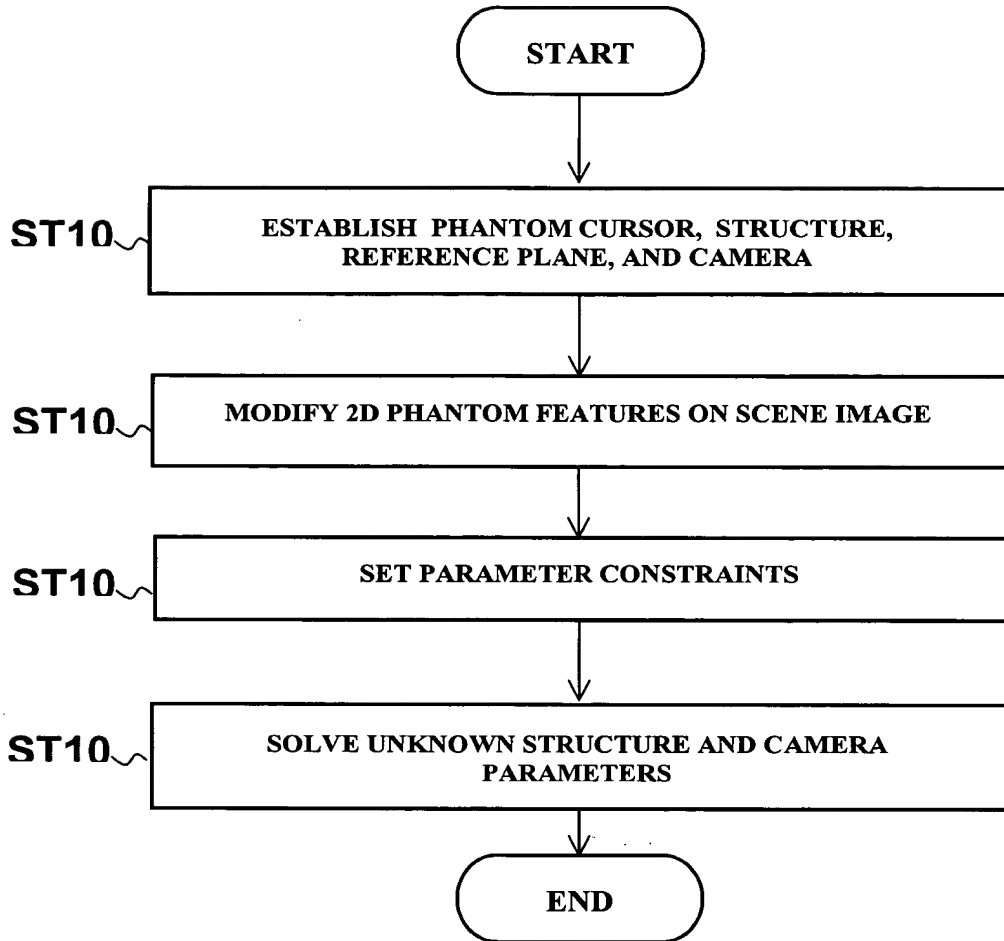 START
ST10
ESTABLISH PHANTOM CURSOR, STRUCTURE,
REFERENCE PLANE, AND CAMERA
ST10
MODIFY 2D PHANTOM FEATURES ON SCENE IMAGE
ST10
SET PARAMETER CONSTRAINTS
ST10
SOLVE UNKNOWN STRUCTURE AND CAMERA
PARAMETERS
END